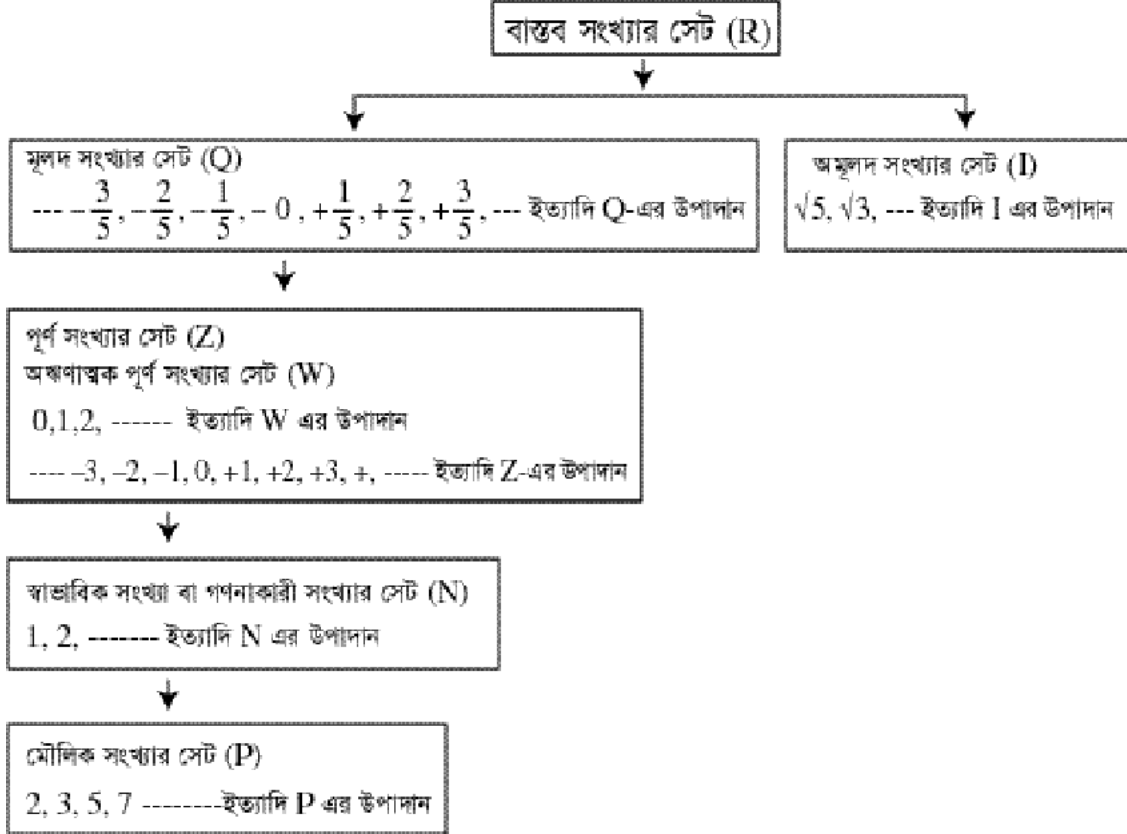 বাস্তব সংখ্যার সেট (R)
মূলদ সংখ্যার সেট (Q)
--- -3/5, -2/5, -1/5, - 0 , +1/5, +2/5, +3/5, --- ইত্যাদি Q-এর উপাদান
অমূলদ সংখ্যার সেট (I)
√5, √3, --- ইত্যাদি I এর উপাদান
পূর্ণ সংখ্যার সেট (Z)
অঋণাত্মক পূর্ণ সংখ্যার সেট (W)
0,1,2, ------ ইত্যাদি W এর উপাদান
---- –3, –2, –1, 0, +1, +2, +3, +, ----- ইত্যাদি Z-এর উপাদান
স্বাভাবিক সংখ্যা বা গণনাকারী সংখ্যার সেট (N)
1, 2, ------- ইত্যাদি N এর উপাদান
মৌলিক সংখ্যার সেট (P)
2, 3, 5, 7 --------ইত্যাদি P এর উপাদান